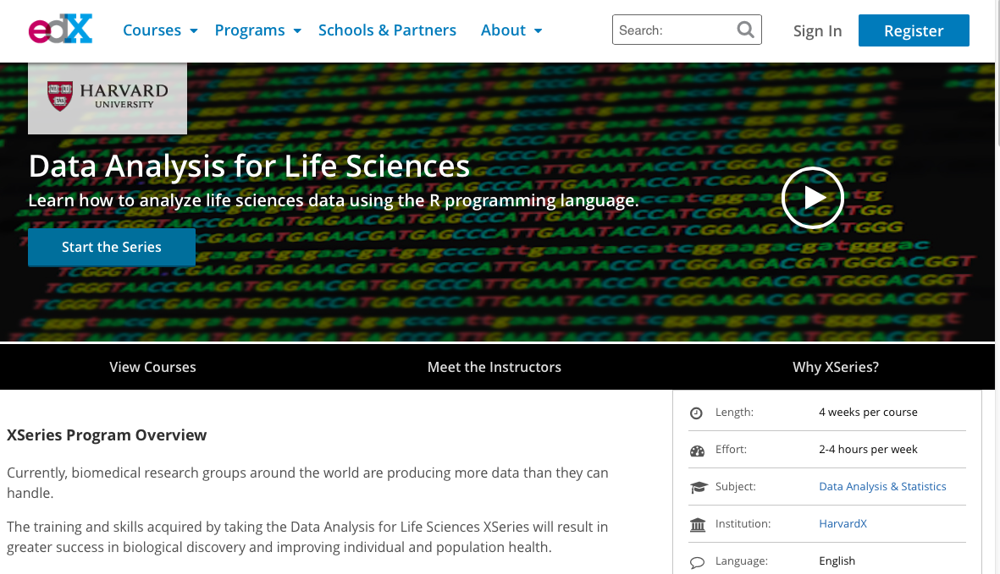 edX
Courses
Programs
Schools & Partners
About
Search:
Sign In
Register
HARVARD
UNIVERSITY
Data Analysis for Life Sciences
Learn how to analyze life sciences data using the R programming language.
Start the Series
View Courses
Meet the Instructors
Why XSeries?
XSeries Program Overview
Currently, biomedical research groups around the world are producing more data than they can
handle.
The training and skills acquired by taking the Data Analysis for Life Sciences XSeries will result in
greater success in biological discovery and improving individual and population health.
Length: 4 weeks per course
Effort: 2-4 hours per week
Subject: Data Analysis & Statistics
Institution: HarvardX
Language: English